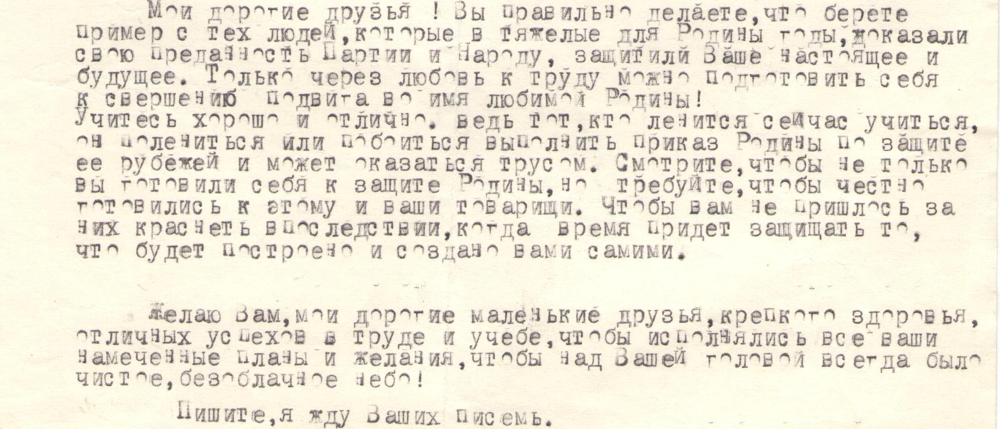 Мои дорогие друзья ! Вы правильно делаете,что берете
пример с тех людей,которые в тяжелые для Родины годы,доказали
свою преданность Партии и Народу, защитили Ваше настоящее и
будущее. Только через любовь к труду можно подготовить себя
к свершению подвига во имя любимой Родины!
Учитесь хорошо и отлично. ведь тот,кто ленится сейчас учиться,
он полениться или побоиться выполнить приказ Родины по защите
ее рубежей и может оказаться трусом. Смотрите,чтобы не только
вы готовили себя к защите Родины,но требуйте,чтобы честно
готовились к этому и ваши товарищи. Чтобы вам не пришлось за
них краснеть впоследствии,когда время придет защищать то,
что будет построено и создано вами самими.
Желаю Вам,мои дорогие маленькие друзья,крепкого здоровья,
отличных успехов в труде и учебе,чтобы исполнялись все ваши
намеченные планы и желания,чтобы над Вашей головой всегда было
чистое,безоблачное небо!
Пишите,я жду Ваших писемь.